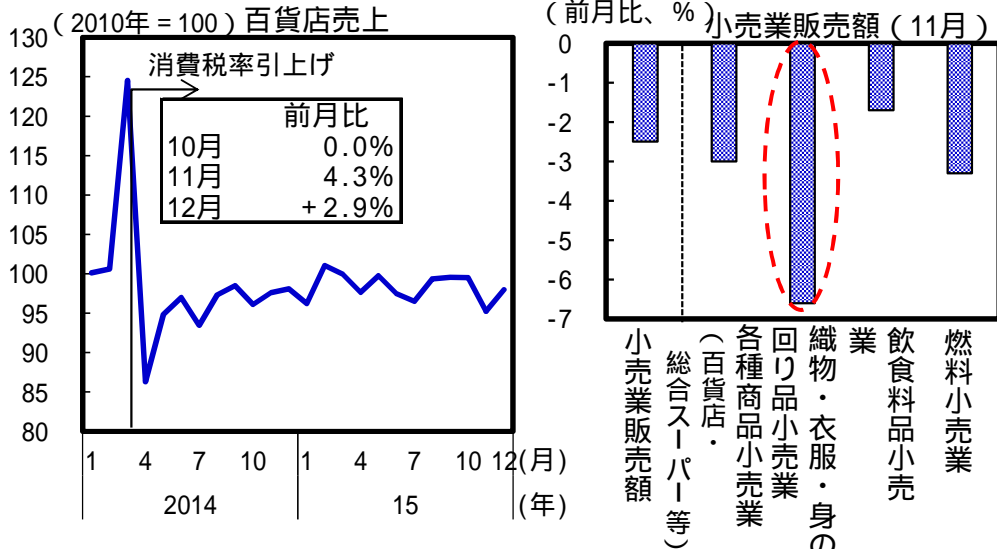 （2010年＝100）百貨店売上
130
125
120
115
110
105
100
95
90
85
80
消費税率引上げ
前月比
10月 0.0%
11月 4.3%
12月 +2.9%
1 4 7 10 1 4 7 10 12(月)
2014 15 (年)
（前月比、％）
小売業販売額（11月）
0
-1
-2
-3
-4
-5
-6
-7
小売業販売額
各種商品小売業
（百貨店・
総合スーパー等）
織物・衣服・身の
回り品小売業
飲食料品小売
業
燃料小売業